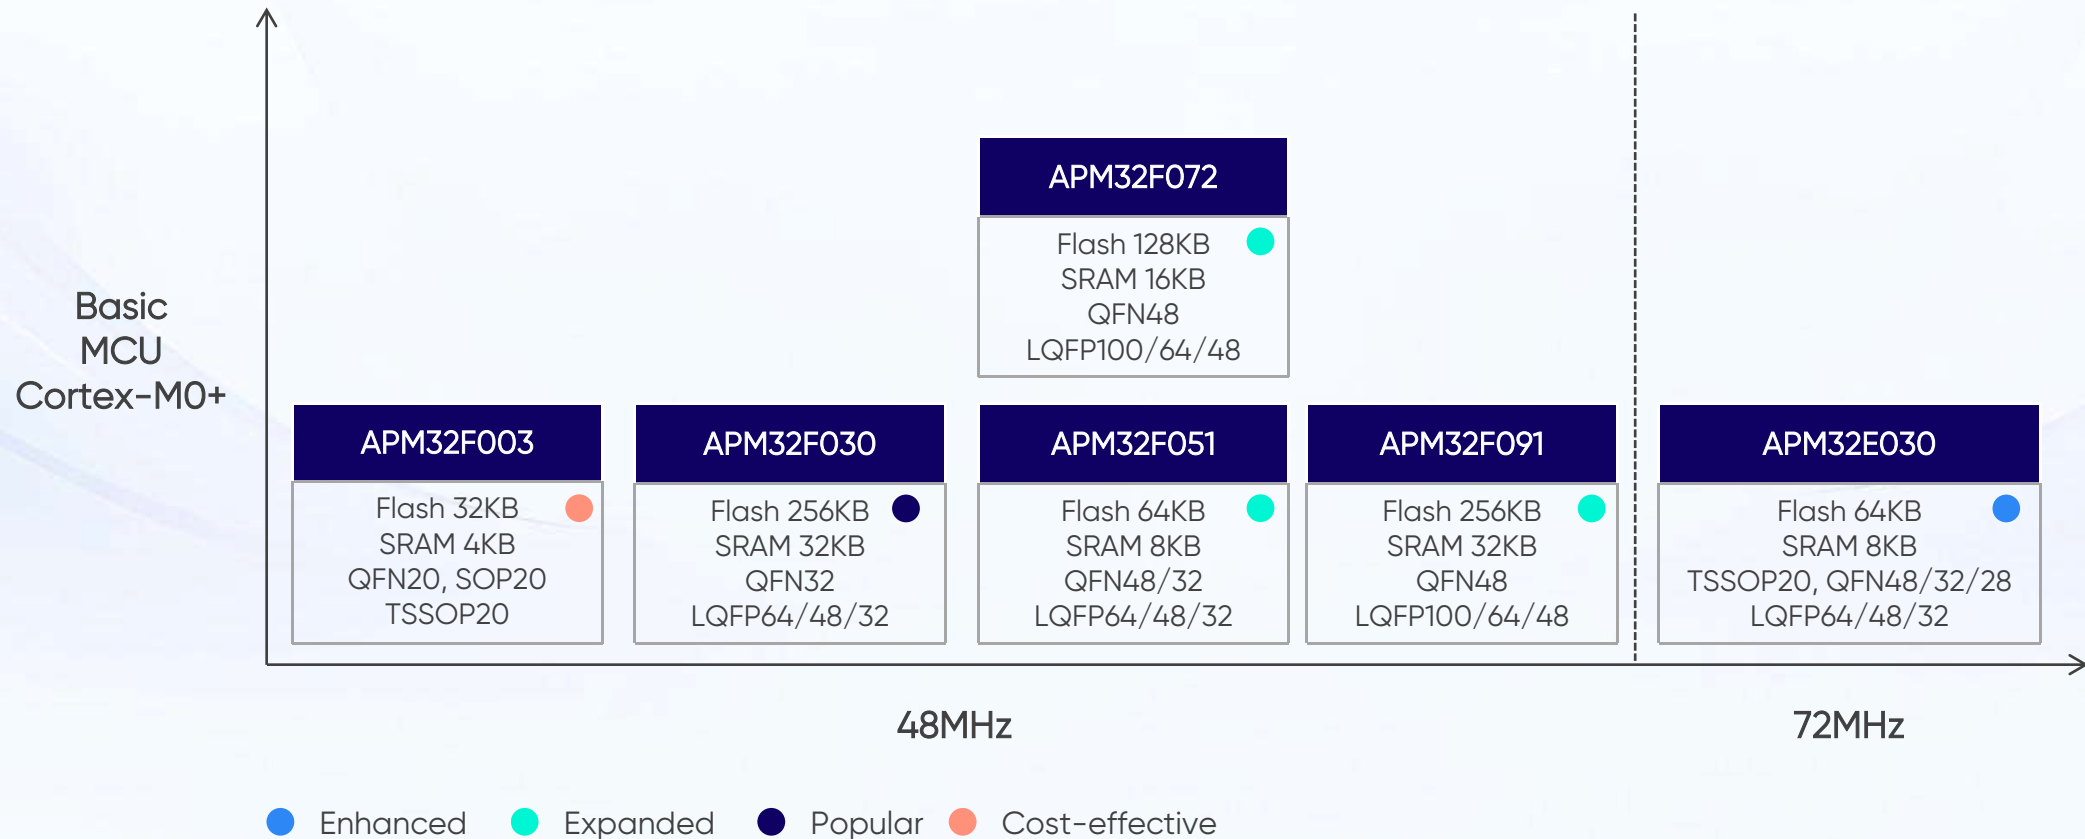 Basic
MCU
Cortex-M0+
APM32F072
Flash 128KB
SRAM 16KB
QFN48
LQFP100/64/48
APM32F003
Flash 32KB
SRAM 4KB
QFN20, SOP20
TSSOP20
APM32F030
Flash 256KB
SRAM 32KB
QFN32
LQFP64/48/32
APM32F051
Flash 64KB
SRAM 8KB
QFN48/32
LQFP64/48/32
APM32F091
Flash 256KB
SRAM 32KB
QFN48
LQFP100/64/48
APM32E030
Flash 64KB
SRAM 8KB
TSSOP20, QFN48/32/28
LQFP64/48/32
48MHz
72MHz
Enhanced
Expanded
Popular
Cost-effective